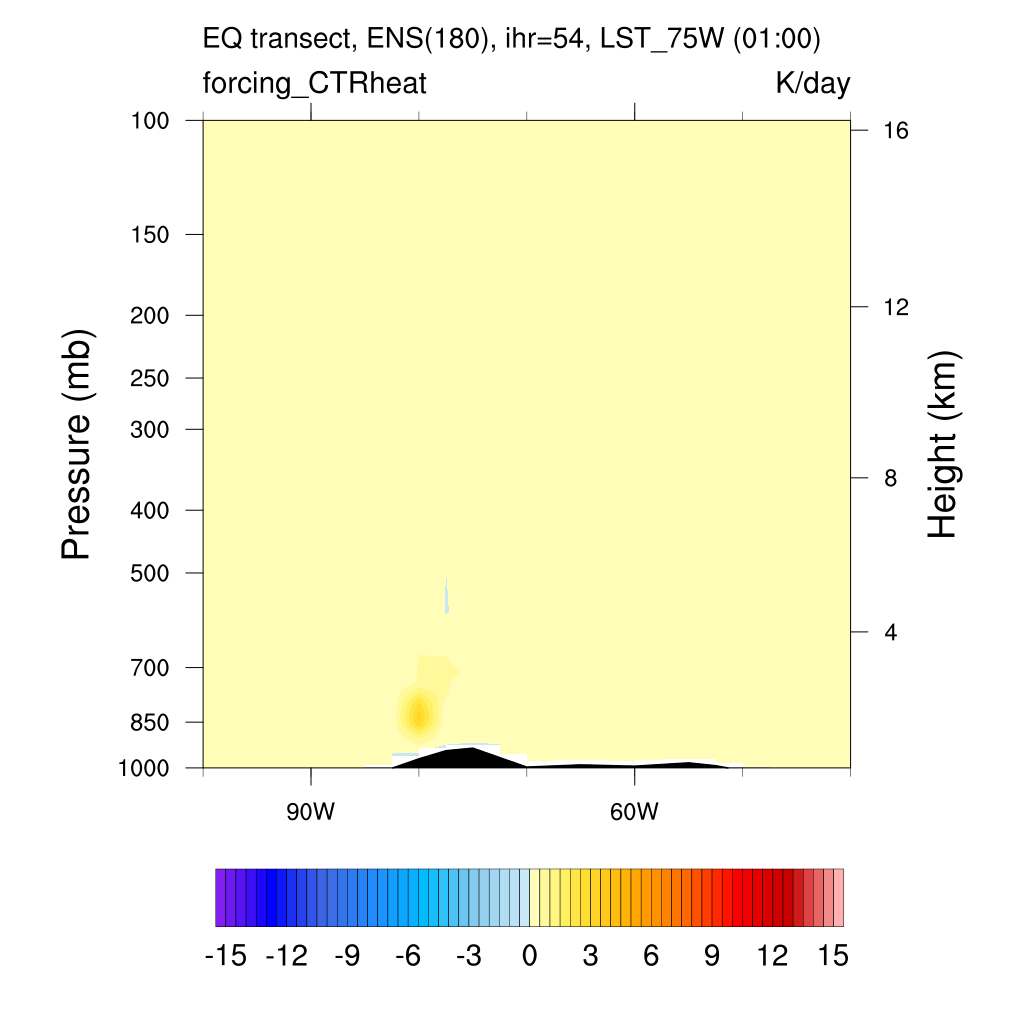 EQ transect, ENS(180), ihr=54, LST_75W (01:00)
forcing_CTRheat K/day
100
150
200
250
300
400
500
700
850
1000
Pressure (mb)
16
12
8
4
Height (km)
90W 60W
-15 -12 -9 -6 -3 0 3 6 9 12 15